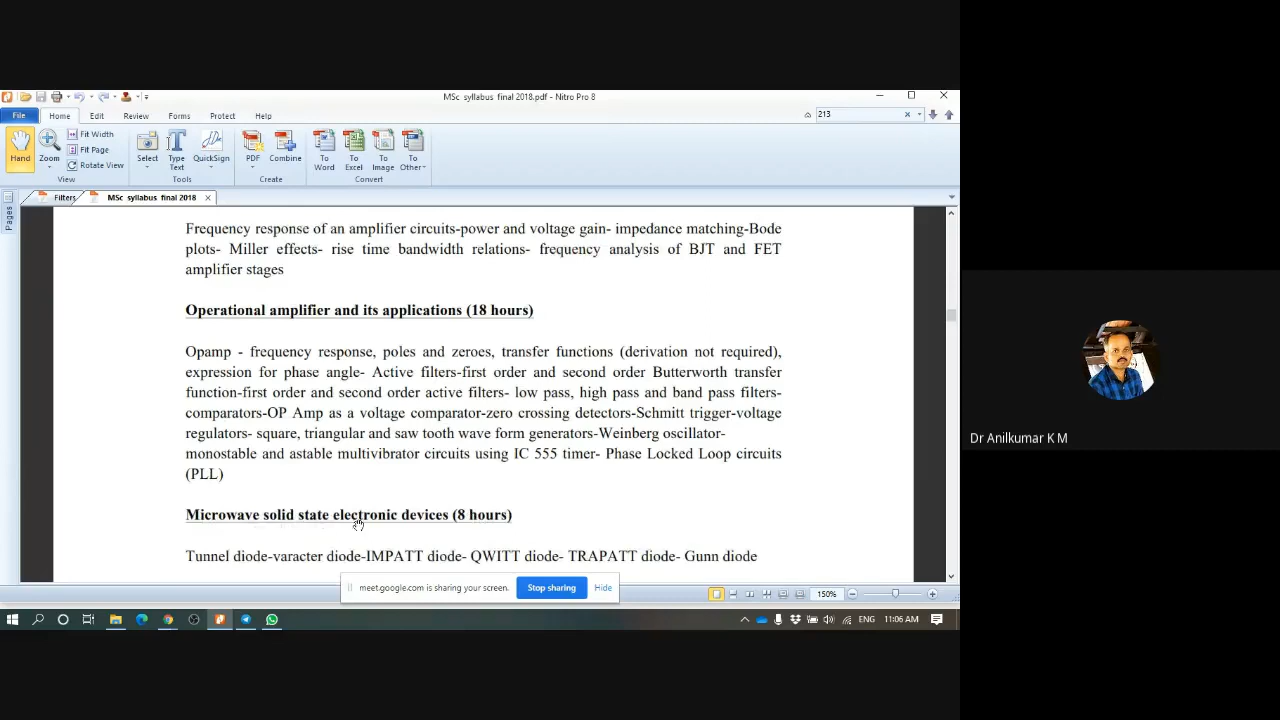 MSc syllabus final 2018.pdf - Nitro Pro 8
File Home Edit Review Forms Protect Help
213
Hand
Zoom
Fit Width
Fit Page
Rotate View
View
Select
Type Text
QuickSign
Tools
PDF
Combine
Create
To Word
To Excel
To Image
To Other
Convert
Filters
MSc syllabus final 2018
Pages
Frequency response of an amplifier circuits-power and voltage gain- impedance matching-Bode
plots- Miller effects- rise time bandwidth relations- frequency analysis of BJT and FET
amplifier stages
Operational amplifier and its applications (18 hours)
Opamp - frequency response, poles and zeroes, transfer functions (derivation not required),
expression for phase angle- Active filters-first order and second order Butterworth transfer
function-first order and second order active filters- low pass, high pass and band pass filters-
comparators-OP Amp as a voltage comparator-zero crossing detectors-Schmitt trigger-voltage
regulators- square, triangular and saw tooth wave form generators-Weinberg oscillator-
monostable and astable multivibrator circuits using IC 555 timer- Phase Locked Loop circuits
(PLL)
Microwave solid state electronic devices (8 hours)
Tunnel diode-varacter diode-IMPATT diode- QWITT diode- TRAPATT diode- Gunn diode
meet.google.com is sharing your screen.
Stop sharing
Hide
150%
ENG
11:06 AM
Dr Anilkumar K M